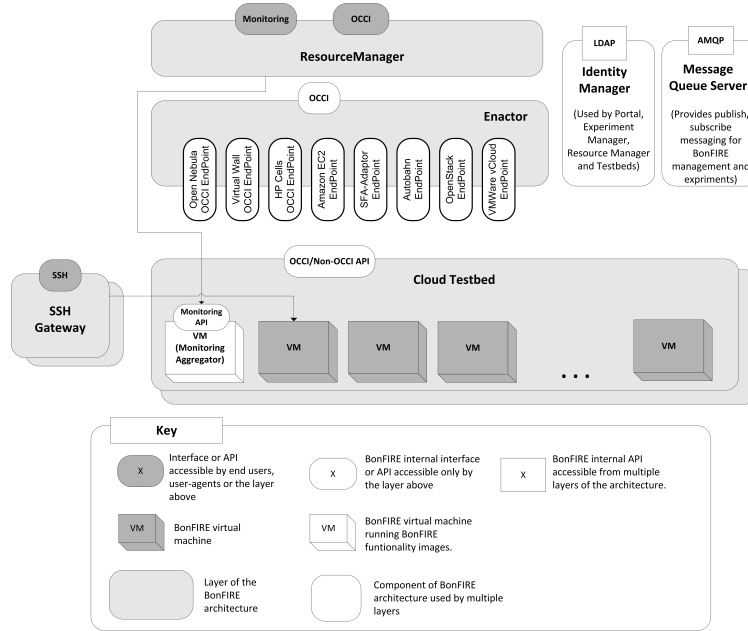 Monitoring
OCCI
ResourceManager
OCCI
Enactor
Open Nebula
OCCI EndPoint
Virtual Wall
OCCI EndPoint
HP Cells
OCCI EndPoint
Amazon EC2
EndPoint
SFA-Adaptor
EndPoint
Autobahn
EndPoint
OpenStack
EndPoint
VMWare vCloud
EndPoint
LDAP
Identity
Manager
(Used by Portal,
Experiment
Manager,
Resource Manager
and Testbeds)
AMQP
Message
Queue Server
(Provides publish,
subscribe
messaging for
BonFIRE
management and
expriments)
SSH
SSH
Gateway
OCCI/Non-OCCI API
Cloud Testbed
Monitoring
API
VM
(Monitoring
Aggregator)
VM
VM
VM
...
VM
Key
X
Interface or API
accessible by end users,
user-agents or the layer
above
X
BonFIRE internal interface
or API accessible only by
the layer above
X
BonFIRE internal API
accessible from multiple
layers of the architecture.
VM
BonFIRE virtual
machine
VM
BonFIRE virtual machine
running BonFIRE
funtionality images.
Layer of the
BonFIRE
architecture
Component of BonFIRE
architecture used by multiple
layers